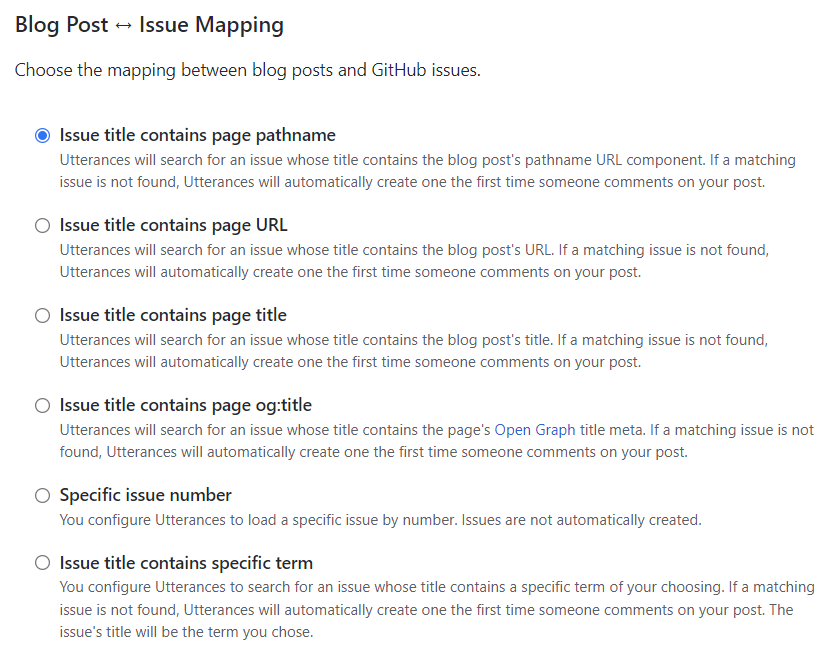 Blog Post ↔ Issue Mapping
Choose the mapping between blog posts and GitHub issues.
Issue title contains page pathname
Utterances will search for an issue whose title contains the blog post's pathname URL component. If a matching
issue is not found, Utterances will automatically create one the first time someone comments on your post.
Issue title contains page URL
Utterances will search for an issue whose title contains the blog post's URL. If a matching issue is not found,
Utterances will automatically create one the first time someone comments on your post.
Issue title contains page title
Utterances will search for an issue whose title contains the blog post's title. If a matching issue is not found,
Utterances will automatically create one the first time someone comments on your post.
Issue title contains page og:title
Utterances will search for an issue whose title contains the page's Open Graph title meta. If a matching issue is not
found, Utterances will automatically create one the first time someone comments on your post.
Specific issue number
You configure Utterances to load a specific issue by number. Issues are not automatically created.
Issue title contains specific term
You configure Utterances to search for an issue whose title contains a specific term of your choosing. If a matching
issue is not found, Utterances will automatically create one the first time someone comments on your post. The
issue's title will be the term you chose.